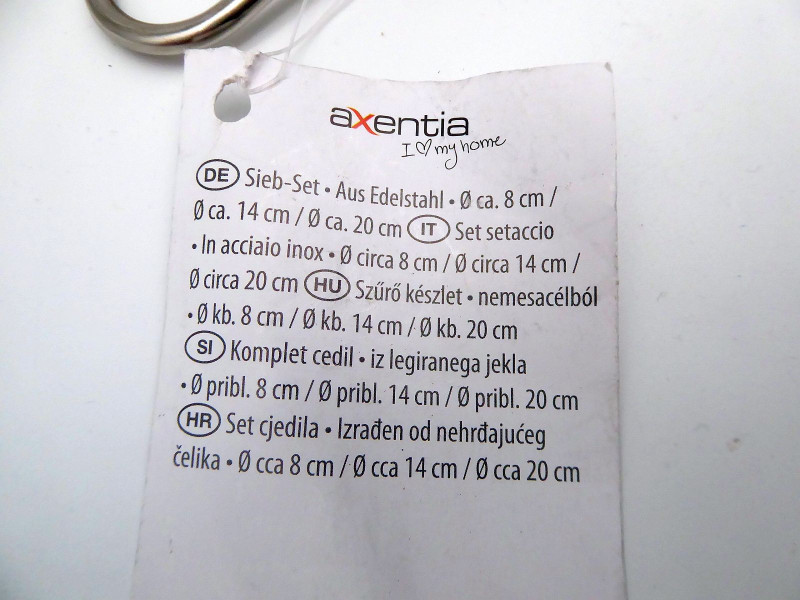 axentia
I ♡ my home
DE Sieb-Set • Aus Edelstahl • Ø ca. 8 cm /
Ø ca. 14 cm / Ø ca. 20 cm IT Set setaccio
• In acciaio inox • Ø circa 8 cm / Ø circa 14 cm /
Ø circa 20 cm HU Szűrő készlet • nemesacélból
• Ø kb. 8 cm / Ø kb. 14 cm / Ø kb. 20 cm
SI Komplet cedil • iz legiranega jekla
• Ø pribl. 8 cm / Ø pribl. 14 cm / Ø pribl. 20 cm
HR Set cjedila • Izrađen od nehrđajućeg
čelika • Ø cca 8 cm / Ø cca 14 cm / Ø cca 20 cm